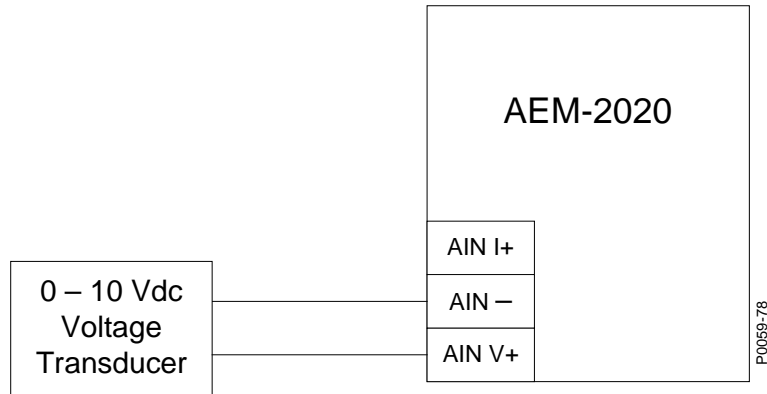 AEM-2020
AIN I+
AIN –
AIN V+
0 – 10 Vdc
Voltage
Transducer
P0059-78